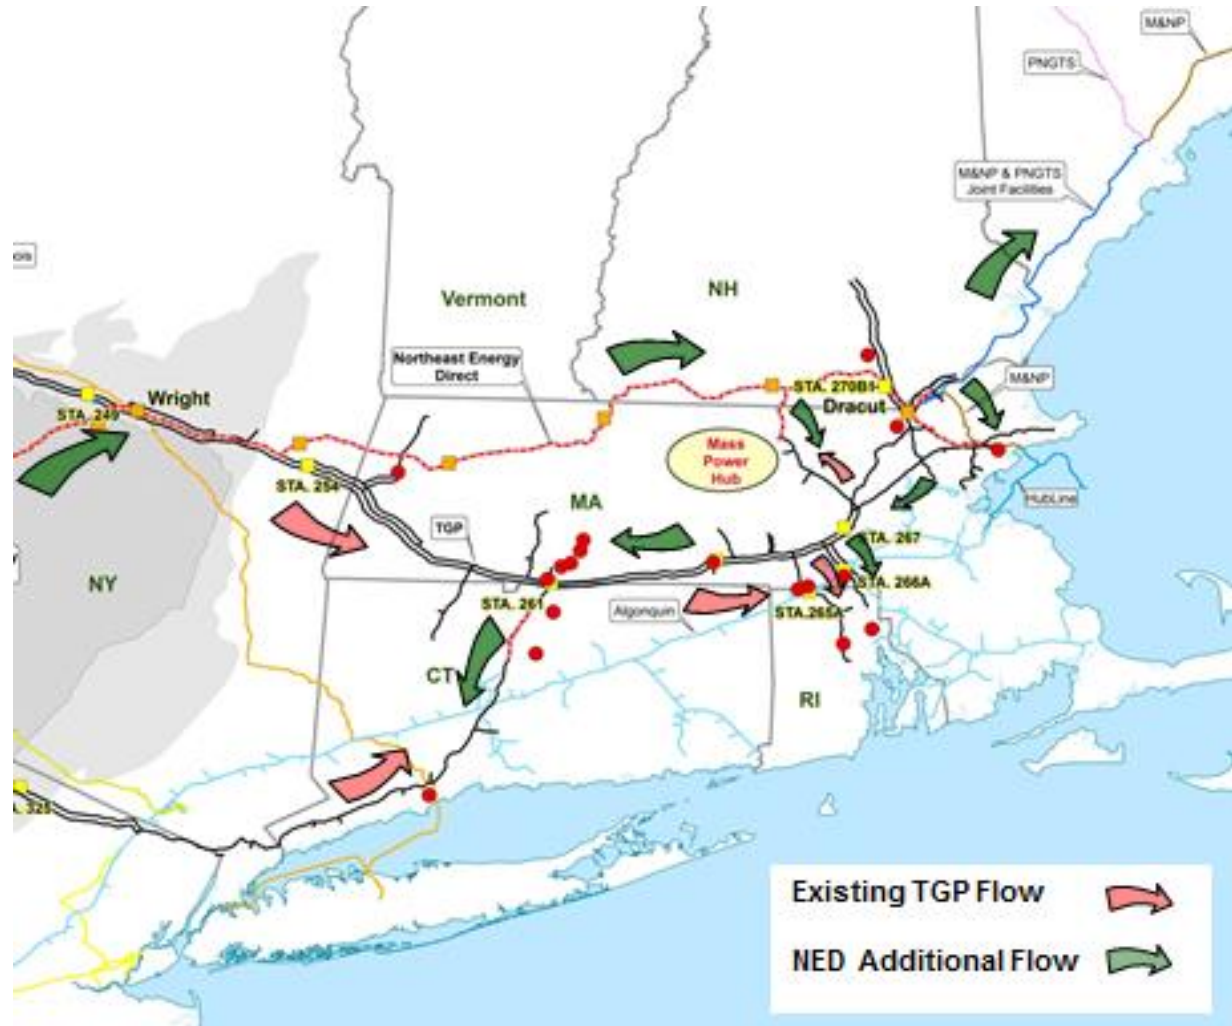 M&NP
PNGTS
M&NP & PNGTS
Joint Facilities
NH
Vermont
Northeast Energy
Direct
STA. 270B1
M&NP
Wright
STA. 249
Dracut
Mass
Power
Hub
STA. 254
MA
HubLine
TGP
STA. 267
NY
STA. 266A
STA. 261
Algonquin
STA.265A
CT
RI
Existing TGP Flow
NED Additional Flow